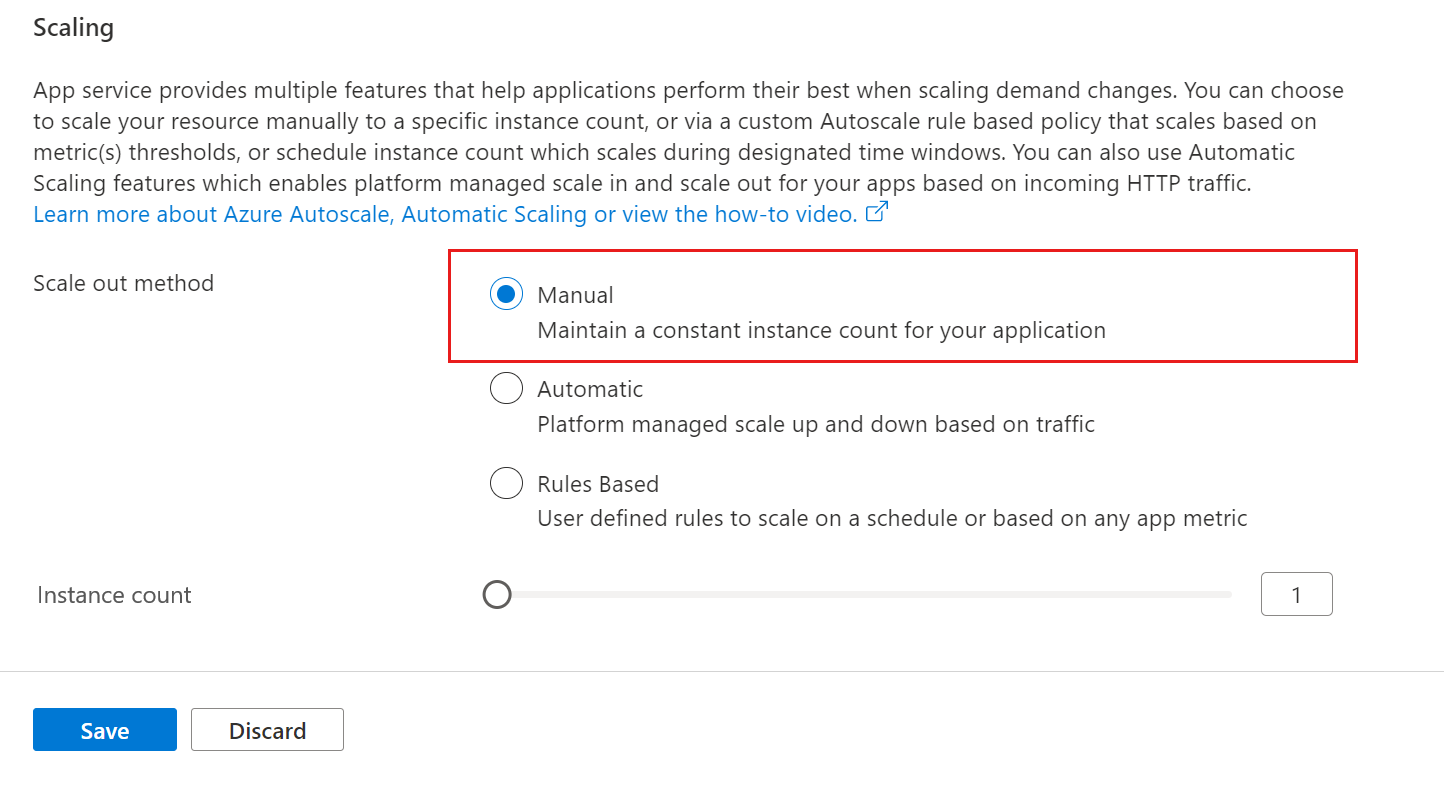 Scaling
App service provides multiple features that help applications perform their best when scaling demand changes. You can choose
to scale your resource manually to a specific instance count, or via a custom Autoscale rule based policy that scales based on
metric(s) thresholds, or schedule instance count which scales during designated time windows. You can also use Automatic
Scaling features which enables platform managed scale in and scale out for your apps based on incoming HTTP traffic.
Learn more about Azure Autoscale, Automatic Scaling or view the how-to video.
Scale out method
Manual
Maintain a constant instance count for your application
Automatic
Platform managed scale up and down based on traffic
Rules Based
User defined rules to scale on a schedule or based on any app metric
Instance count
1
Save
Discard